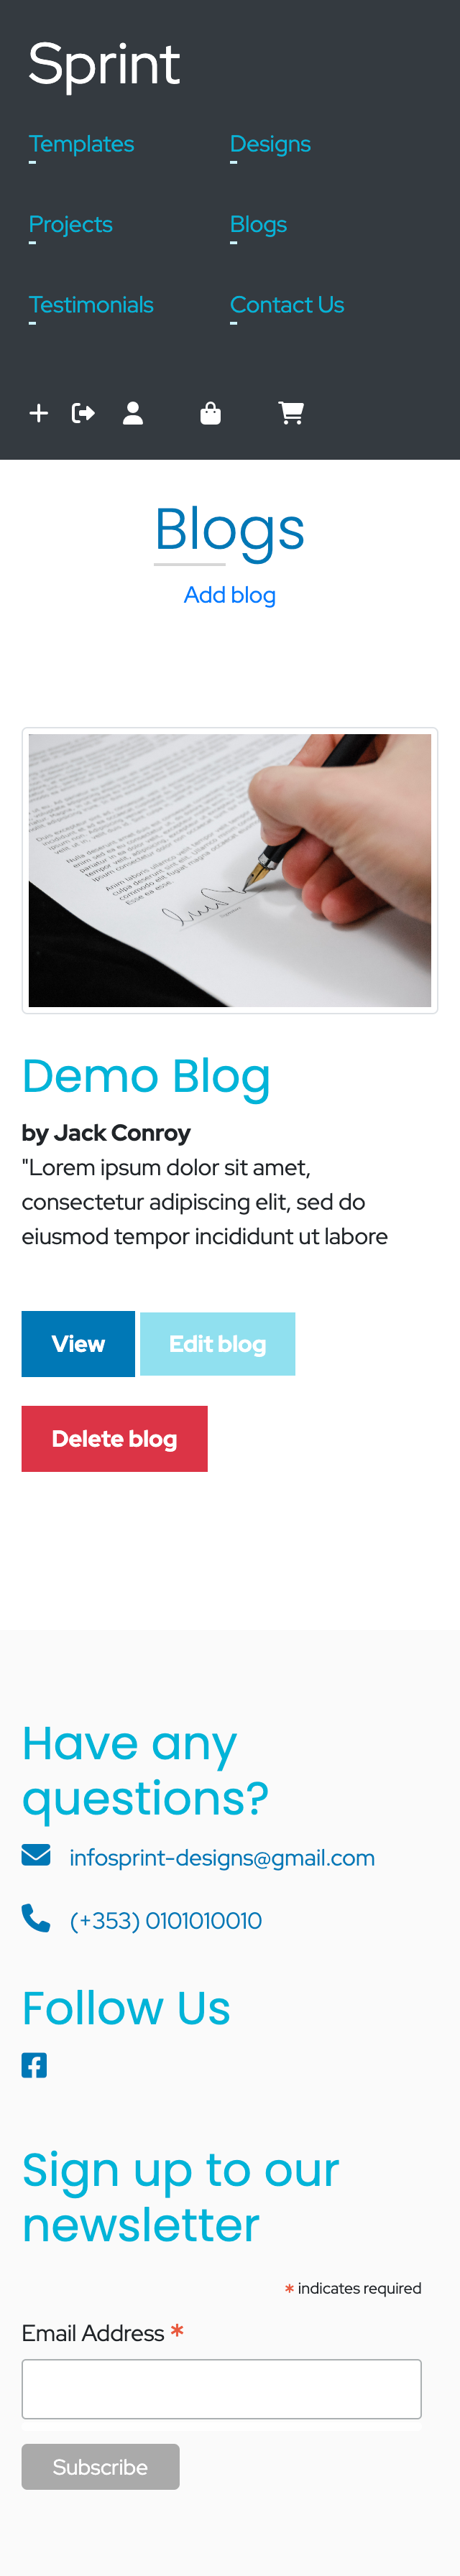 Sprint
Templates Designs
Projects Blogs
Testimonials Contact Us
Blogs
Add blog
Demo Blog
by Jack Conroy
"Lorem ipsum dolor sit amet,
consectetur adipiscing elit, sed do
eiusmod tempor incididunt ut labore
View Edit blog
Delete blog
Have any
questions?
infosprint-designs@gmail.com
(+353) 0101010010
Follow Us
Sign up to our
newsletter
* indicates required
Email Address *
Subscribe